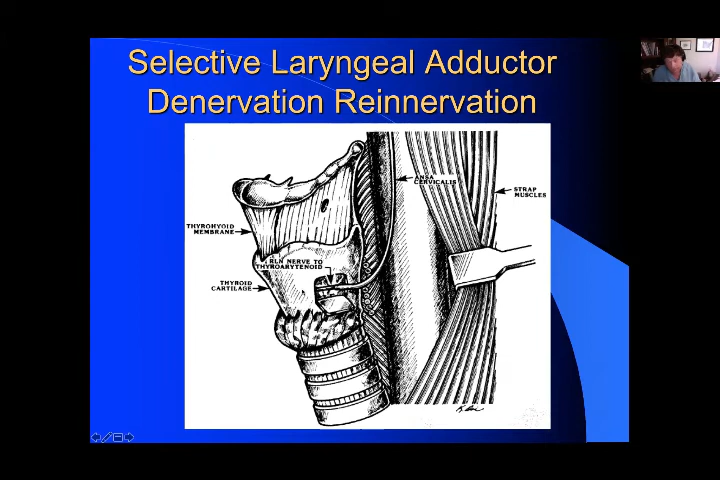 Selective Laryngeal Adductor
Denervation Reinnervation
ANSA
CERVICALIS
STRAP
MUSCLES
THYROHYOID
MEMBRANE
RLN NERVE TO
THYROARYTENOID
THYROID
CARTILAGE